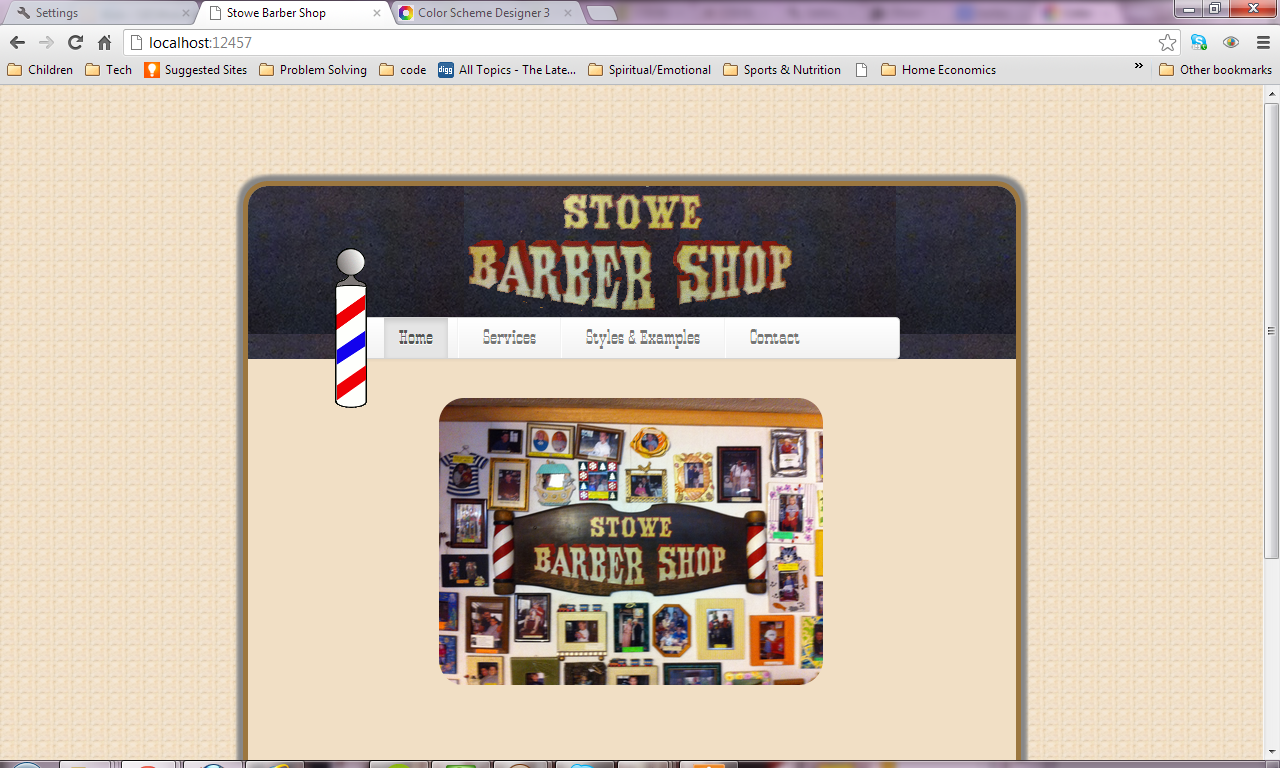 Settings
Stowe Barber Shop
Color Scheme Designer 3
localhost:12457
Children
Tech
Suggested Sites
Problem Solving
code
digg
All Topics - The Late...
Spiritual/Emotional
Sports & Nutrition
Home Economics
»
Other bookmarks
STOWE
BARBER SHOP
Home
Services
Styles & Examples
Contact
STOWE
BARBER SHOP